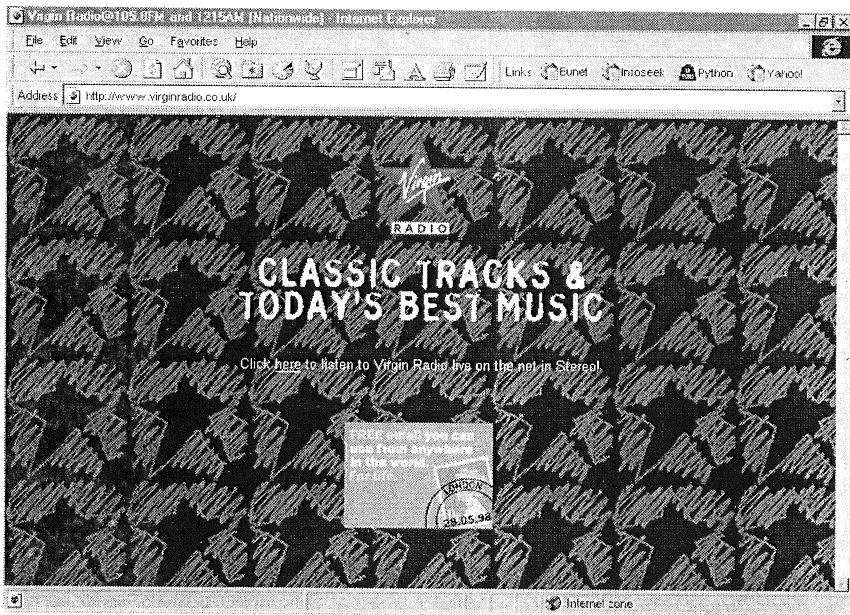 Virgin Radio@105.8FM and 1215AM [Nationwide] - Internet Explorer
File Edit View Go Favorites Help
Links Eunet Infoseek Python Yahoo!
Address http://www.virginradio.co.uk/
Virgin
RADIO
CLASSIC TRACKS &
TODAY'S BEST MUSIC
Click here to listen to Virgin Radio live on the net in Stereo!
FREE email you can
use from anywhere
in the world.
For life.
LONDON
28.05.98
Internet zone